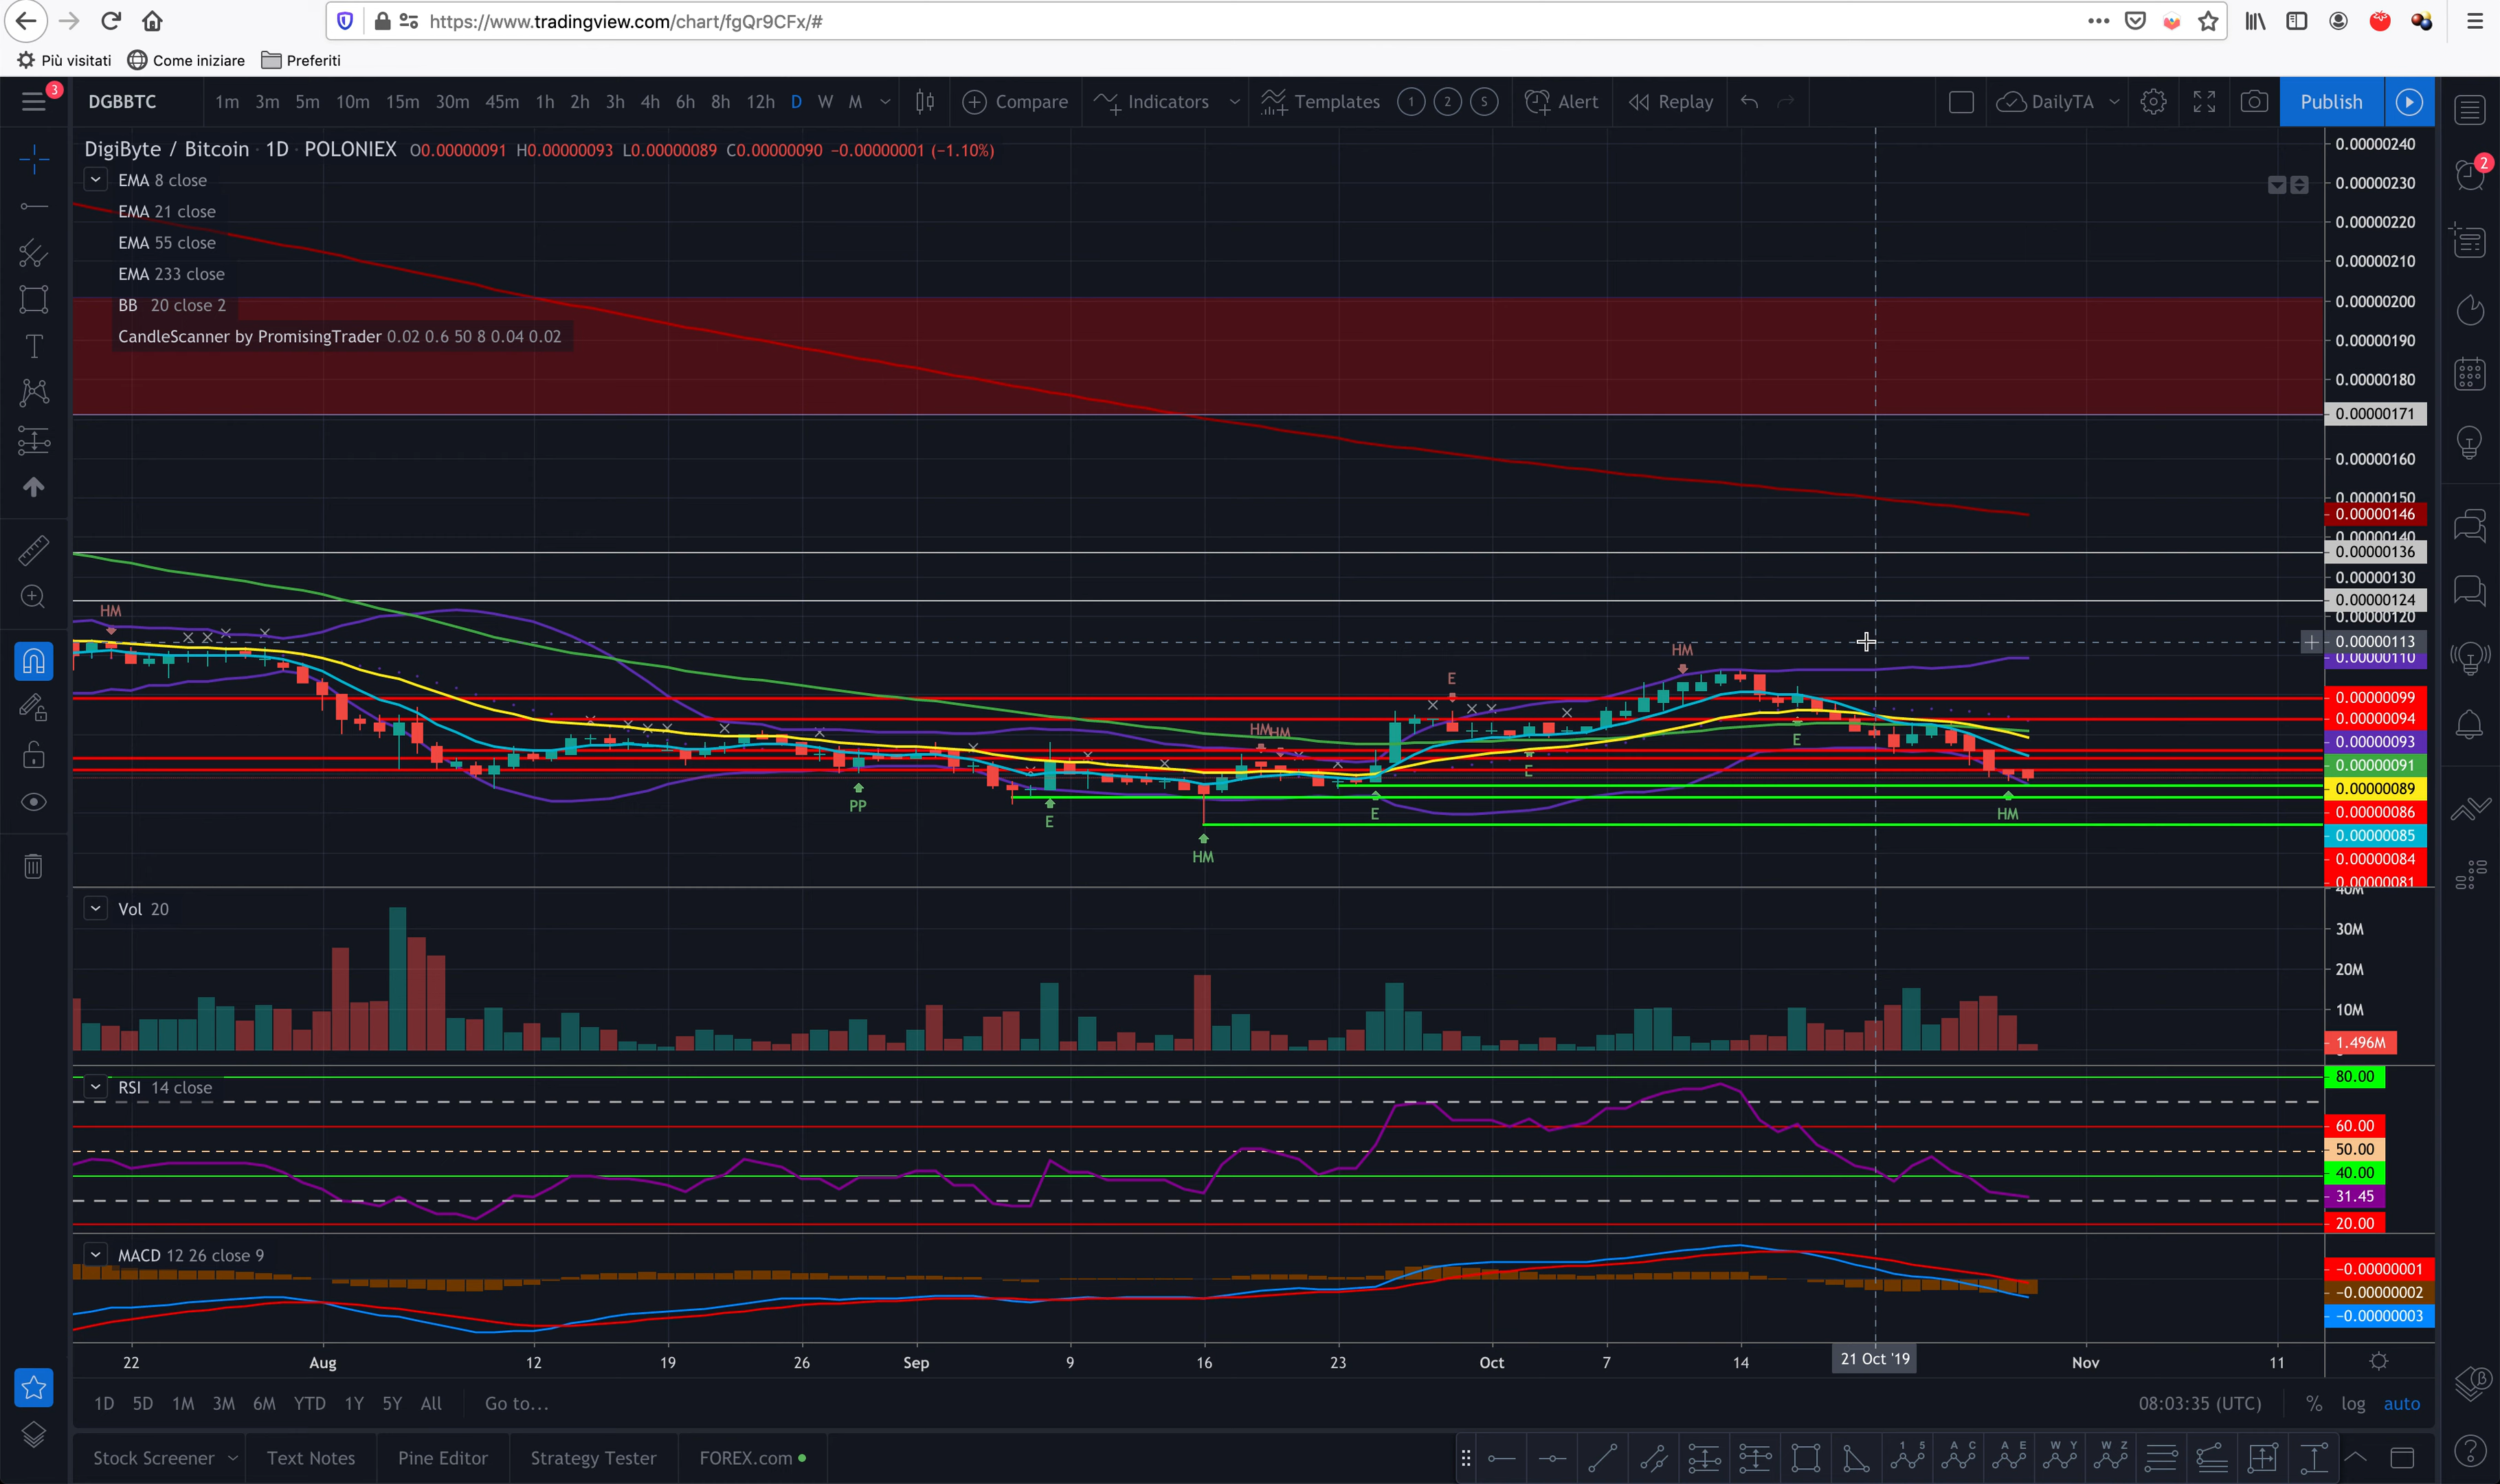 https://www.tradingview.com/chart/fgQr9CFx/#
Più visitati Come iniziare Preferiti
3
DGBBTC 1m 3m 5m 10m 15m 30m 45m 1h 2h 3h 4h 6h 8h 12h D W M Compare Indicators Templates 1 2 S Alert Replay DailyTA Publish
DigiByte / Bitcoin · 1D · POLONIEX O0.00000091 H0.00000093 L0.00000089 C0.00000090 −0.00000001 (−1.10%)
EMA 8 close
EMA 21 close
EMA 55 close
EMA 233 close
BB 20 close 2
CandleScanner by PromisingTrader 0.02 0.6 50 8 0.04 0.02
0.00000240
2
0.00000230
0.00000220
0.00000210
0.00000200
0.00000190
0.00000180
0.00000171
0.00000160
0.00000150
0.00000146
0.00000140
0.00000136
0.00000130
0.00000124
0.00000120
0.00000113
0.00000110
0.00000099
0.00000094
0.00000093
0.00000091
0.00000089
0.00000086
0.00000085
0.00000084
0.00000081
HM
PP
E
HM
HM
HM
E
E
E
HM
E
HM
Vol 20
40M
30M
20M
10M
1.496M
RSI 14 close
80.00
60.00
50.00
40.00
31.45
20.00
MACD 12 26 close 9
−0.00000001
−0.00000002
−0.00000003
22 Aug 12 19 26 Sep 9 16 23 Oct 7 14 21 Oct '19 Nov 11
1D 5D 1M 3M 6M YTD 1Y 5Y All Go to... 08:03:35 (UTC) % log auto
Stock Screener Text Notes Pine Editor Strategy Tester FOREX.com
1 5 A C A E W Y W Z